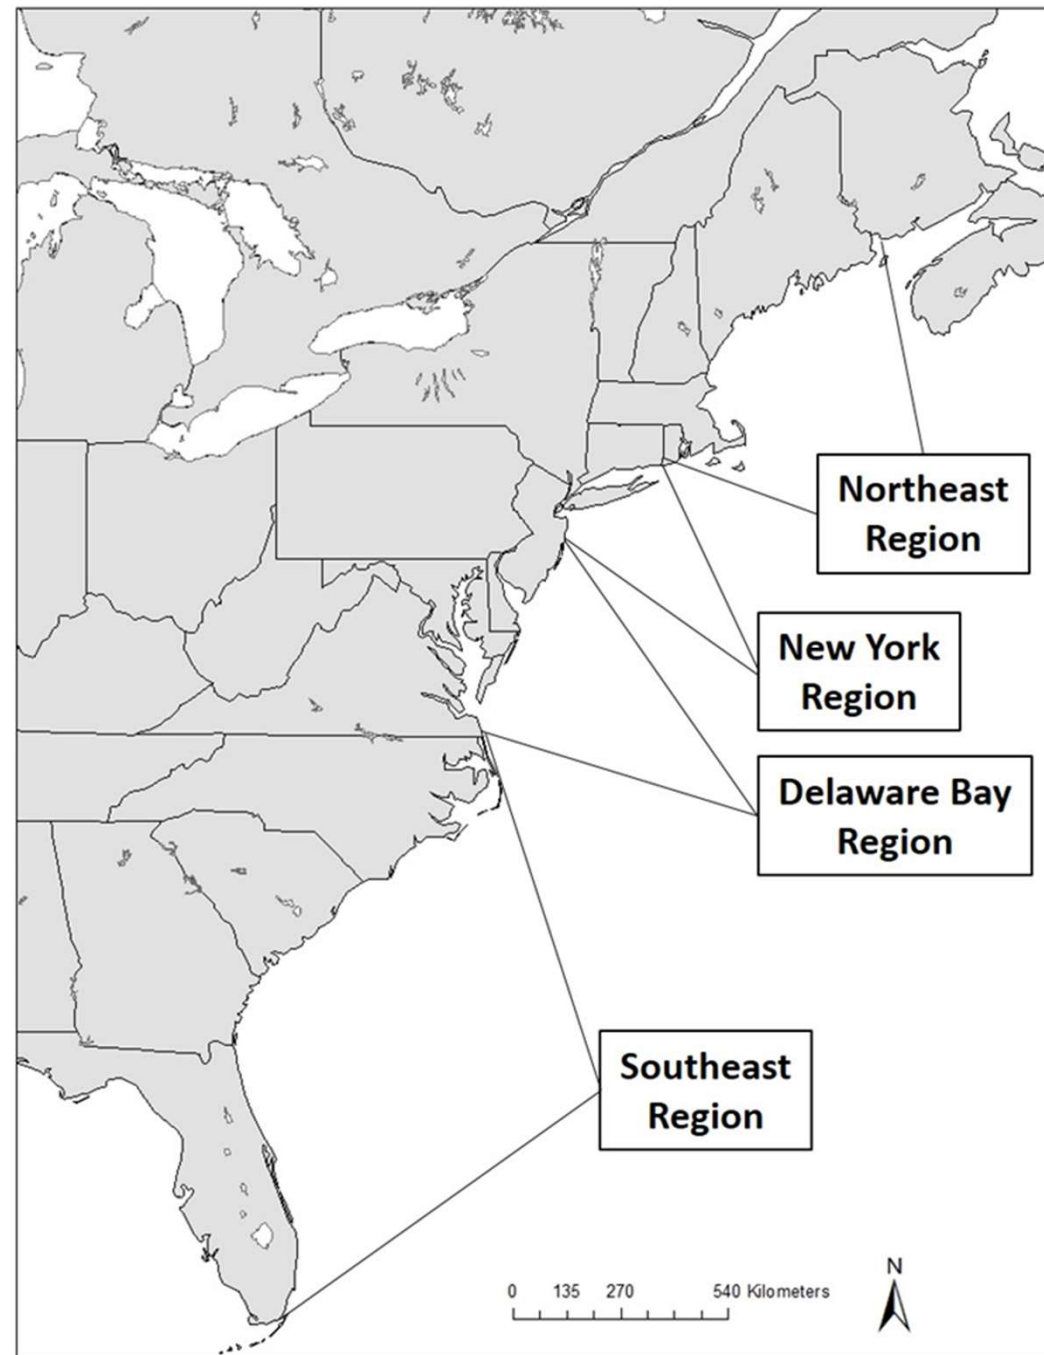 Northeast
Region
New York
Region
Delaware Bay
Region
Southeast
Region
N
0 135 270 540 Kilometers